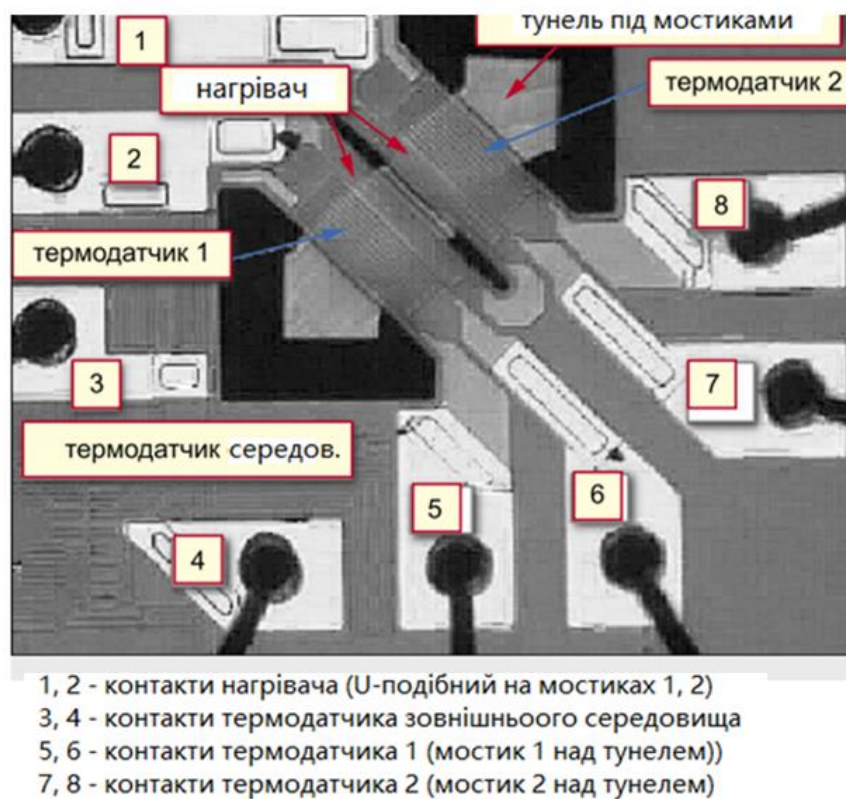 1
тунель під мостиками
нагрівач
термодатчик 2
2
8
термодатчик 1
3
7
термодатчик середов.
5
6
4
1, 2 - контакти нагрівача (U-подібний на мостиках 1, 2)
3, 4 - контакти термодатчика зовнішньоого середовища
5, 6 - контакти термодатчика 1 (мостик 1 над тунелем))
7, 8 - контакти термодатчика 2 (мостик 2 над тунелем)